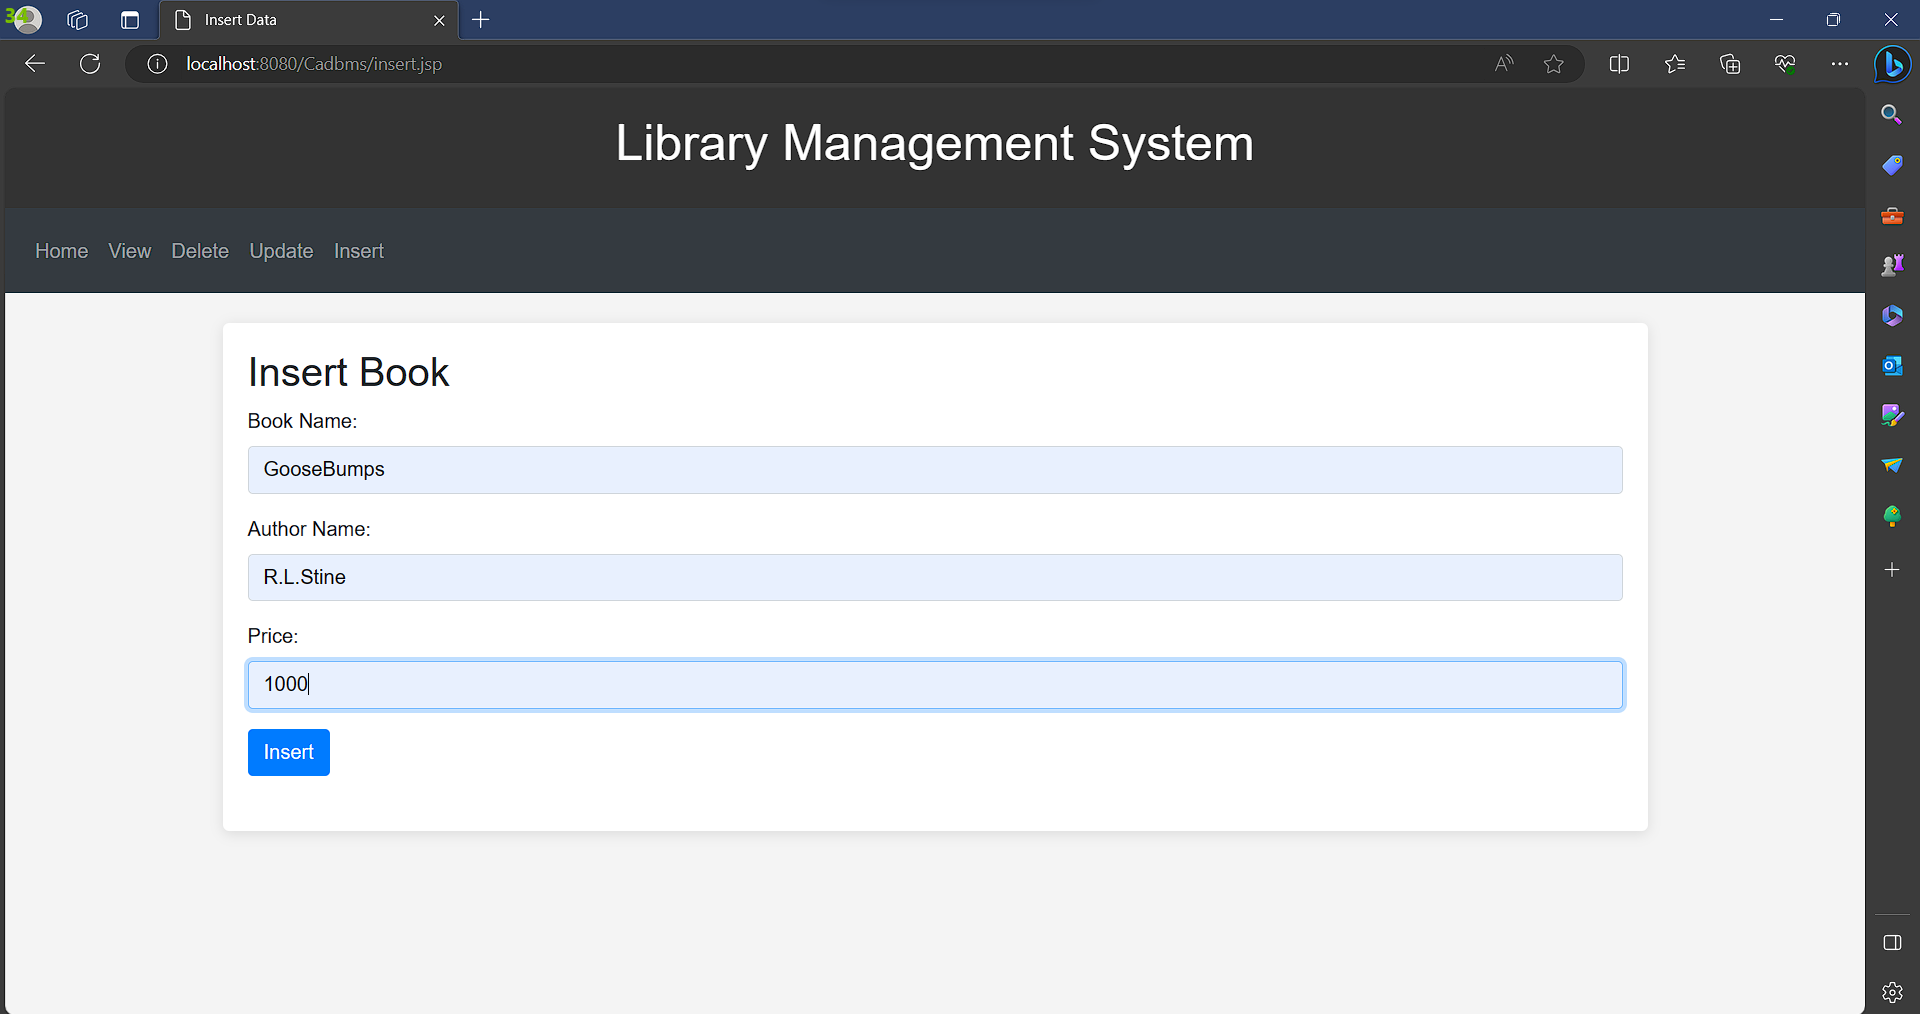 34
Insert Data
localhost:8080/Cadbms/insert.jsp
Library Management System
Home View Delete Update Insert
Insert Book
Book Name:
GooseBumps
Author Name:
R.L.Stine
Price:
1000
Insert